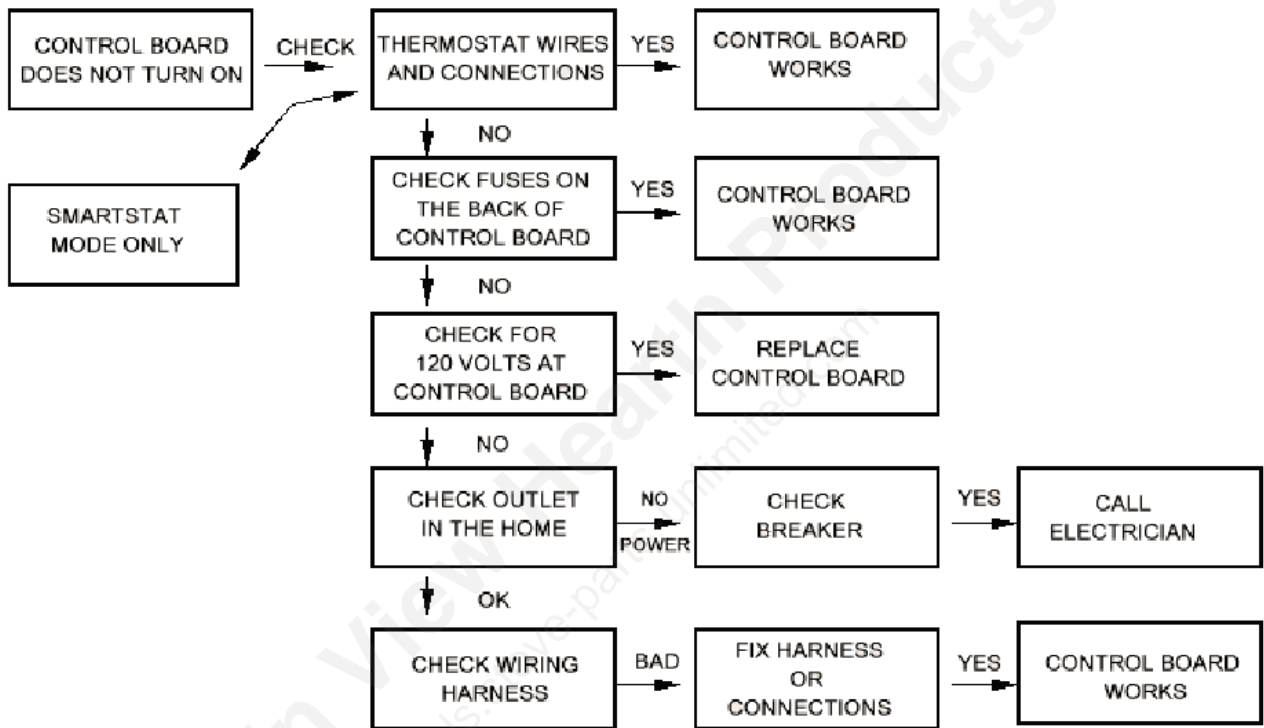 CONTROL BOARD
DOES NOT TURN ON
CHECK
THERMOSTAT WIRES
AND CONNECTIONS
YES
CONTROL BOARD
WORKS
SMARTSTAT
MODE ONLY
NO
CHECK FUSES ON
THE BACK OF
CONTROL BOARD
YES
CONTROL BOARD
WORKS
NO
CHECK FOR
120 VOLTS AT
CONTROL BOARD
YES
REPLACE
CONTROL BOARD
NO
CHECK OUTLET
IN THE HOME
NO
POWER
CHECK
BREAKER
YES
CALL
ELECTRICIAN
OK
CHECK WIRING
HARNESS
BAD
FIX HARNESS
OR
CONNECTIONS
YES
CONTROL BOARD
WORKS
View Hearth Products